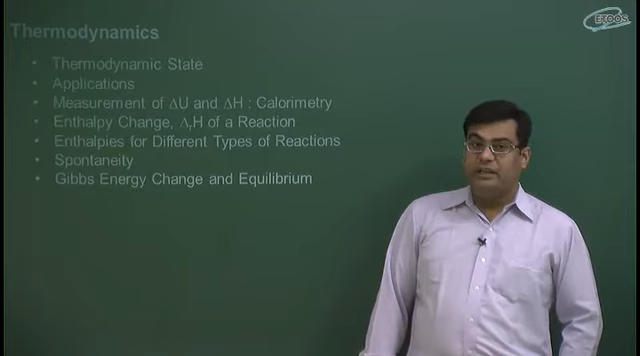 ETOOS
Thermodynamics
• Thermodynamic State
• Applications
• Measurement of ΔU and ΔH : Calorimetry
• Enthalpy Change, ΔrH of a Reaction
• Enthalpies for Different Types of Reactions
• Spontaneity
• Gibbs Energy Change and Equilibrium